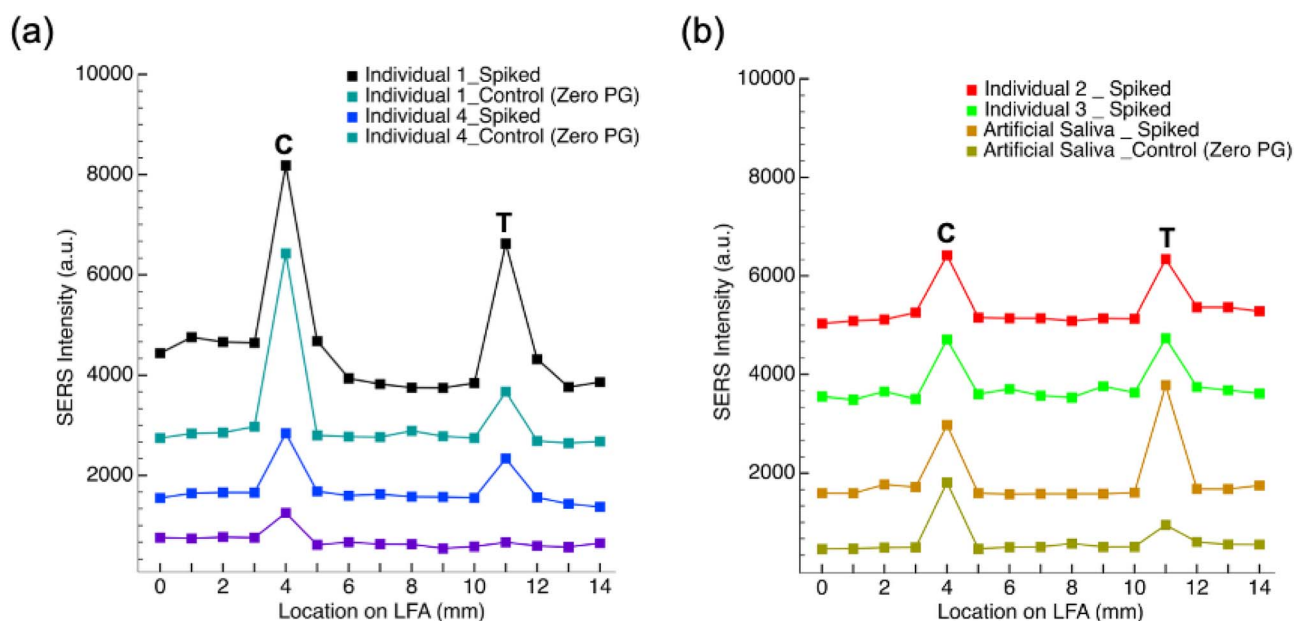 (a)
10000
8000
6000
4000
2000
SERS Intensity (a.u.)
Individual 1_Spiked
Individual 1_Control (Zero PG)
Individual 4_Spiked
Individual 4_Control (Zero PG)
C
T
0 2 4 6 8 10 12 14
Location on LFA (mm)
(b)
10000
8000
6000
4000
2000
SERS Intensity (a.u.)
Individual 2 _ Spiked
Individual 3 _ Spiked
Artificial Saliva _Spiked
Artificial Saliva _Control (Zero PG)
C
T
0 2 4 6 8 10 12 14
Location on LFA (mm)